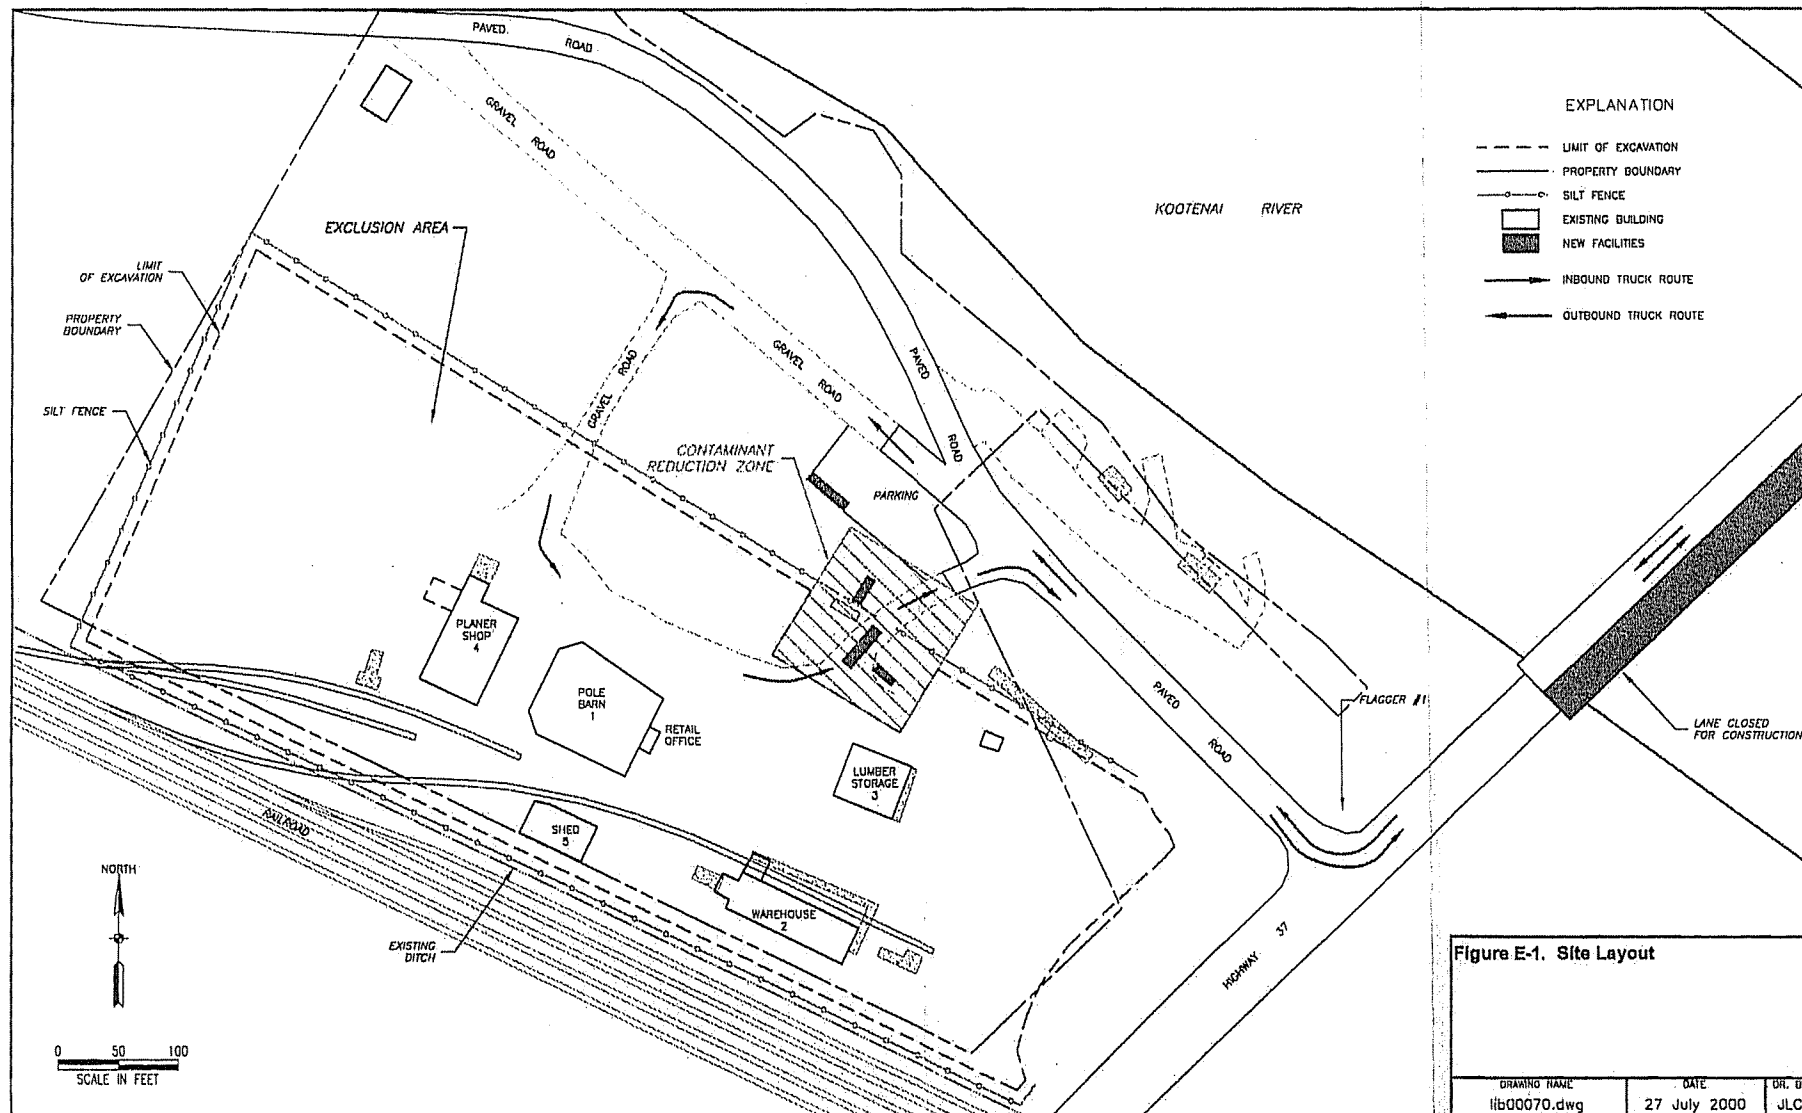 PAVED
ROAD
GRAVEL
ROAD
EXPLANATION
LIMIT OF EXCAVATION
PROPERTY BOUNDARY
SILT FENCE
EXISTING BUILDING
NEW FACILITIES
INBOUND TRUCK ROUTE
OUTBOUND TRUCK ROUTE
KOOTENAI RIVER
EXCLUSION AREA
LIMIT
OF EXCAVATION
PROPERTY
BOUNDARY
SILT FENCE
GRAVEL
ROAD
GRAVEL
ROAD
PAVED
ROAD
CONTAMINANT
REDUCTION ZONE
PARKING
PLANER
SHOP
4
POLE
BARN
1
RETAIL
OFFICE
LUMBER
STORAGE
3
SHED
5
WAREHOUSE
2
PAVED
ROAD
FLAGGER #1
LANE CLOSED
FOR CONSTRUCTION
RAILROAD
EXISTING
DITCH
HIGHWAY 37
NORTH
0 50 100
SCALE IN FEET
Figure E-1. Site Layout
DRAWING NAME
lib00070.dwg
DATE
27 July 2000
DR. B
JLC